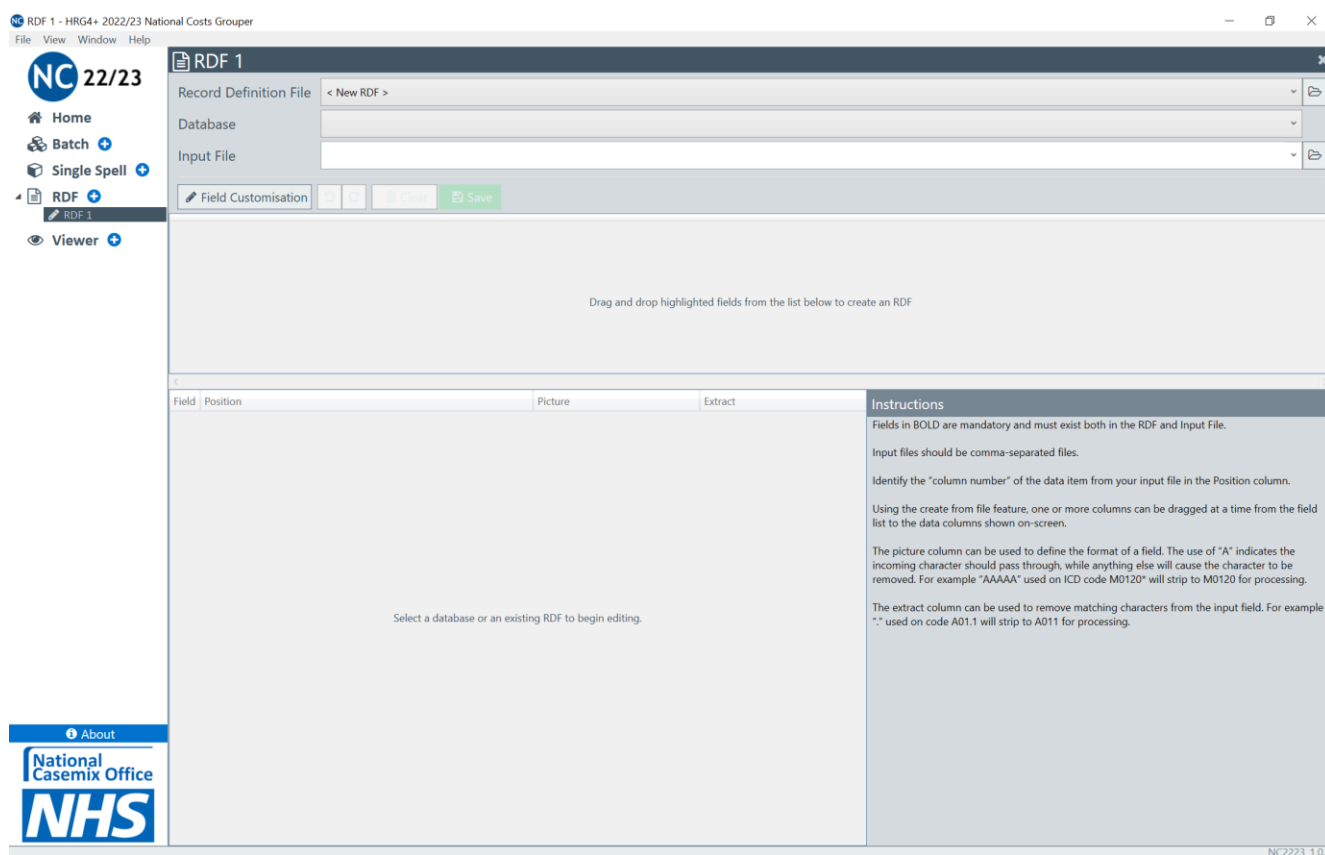 RDF 1 - HRG4+ 2022/23 National Costs Grouper
File View Window Help
NC 22/23
Home
Batch
Single Spell
RDF
RDF 1
Viewer
About
National
Casemix Office
NHS
RDF 1
Record Definition File < New RDF >
Database
Input File
Field Customisation Clear Save
Drag and drop highlighted fields from the list below to create an RDF
Field Position Picture Extract
Select a database or an existing RDF to begin editing.
Instructions
Fields in BOLD are mandatory and must exist both in the RDF and Input File.
Input files should be comma-separated files.
Identify the "column number" of the data item from your input file in the Position column.
Using the create from file feature, one or more columns can be dragged at a time from the field
list to the data columns shown on-screen.
The picture column can be used to define the format of a field. The use of "A" indicates the
incoming character should pass through, while anything else will cause the character to be
removed. For example "AAAAA" used on ICD code M0120* will strip to M0120 for processing.
The extract column can be used to remove matching characters from the input field. For example
"." used on code A01.1 will strip to A011 for processing.
NC2223 1.0